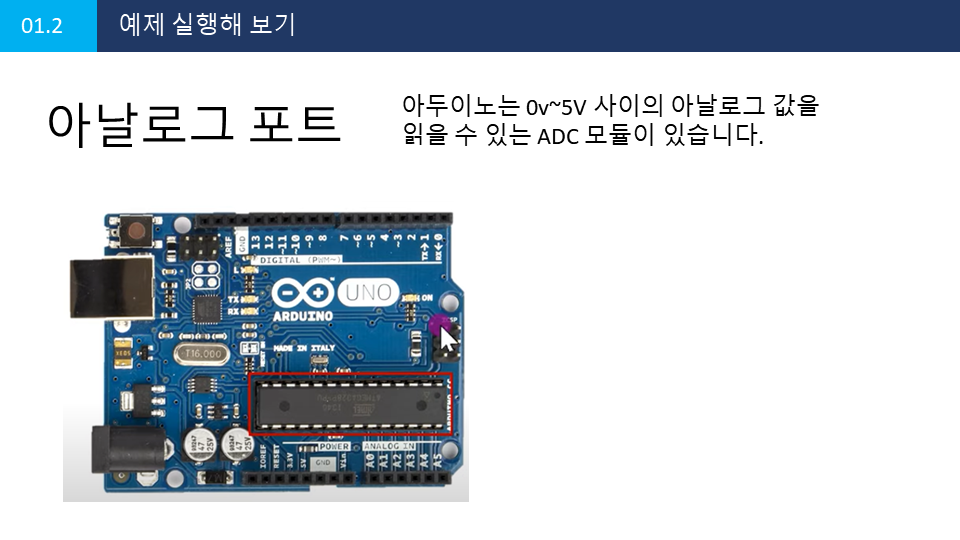 01.2
예제 실행해 보기
아날로그 포트
아두이노는 0v~5V 사이의 아날로그 값을
읽을 수 있는 ADC 모듈이 있습니다.
AREF
GND
13
12
~11
~10
~9
8
7
~6
~5
4
~3
2
TX→1
RX←0
DIGITAL (PWM~)
UNO
ON
TX
RX
ARDUINO
MADE IN ITALY
T16.000
47
25V
47
25V
POWER
ANALOG IN
IOREF
RESET
3.3V
5V
GND
Vin
A0
A1
A2
A3
A4
A5